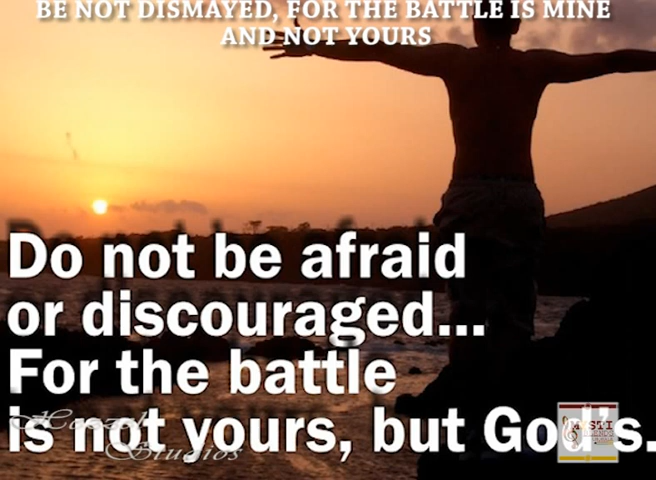 BE NOT DISMAYED, FOR THE BATTLE IS MINE
AND NOT YOURS
Do not be afraid
or discouraged...
For the battle
is not yours, but God's.
Studios